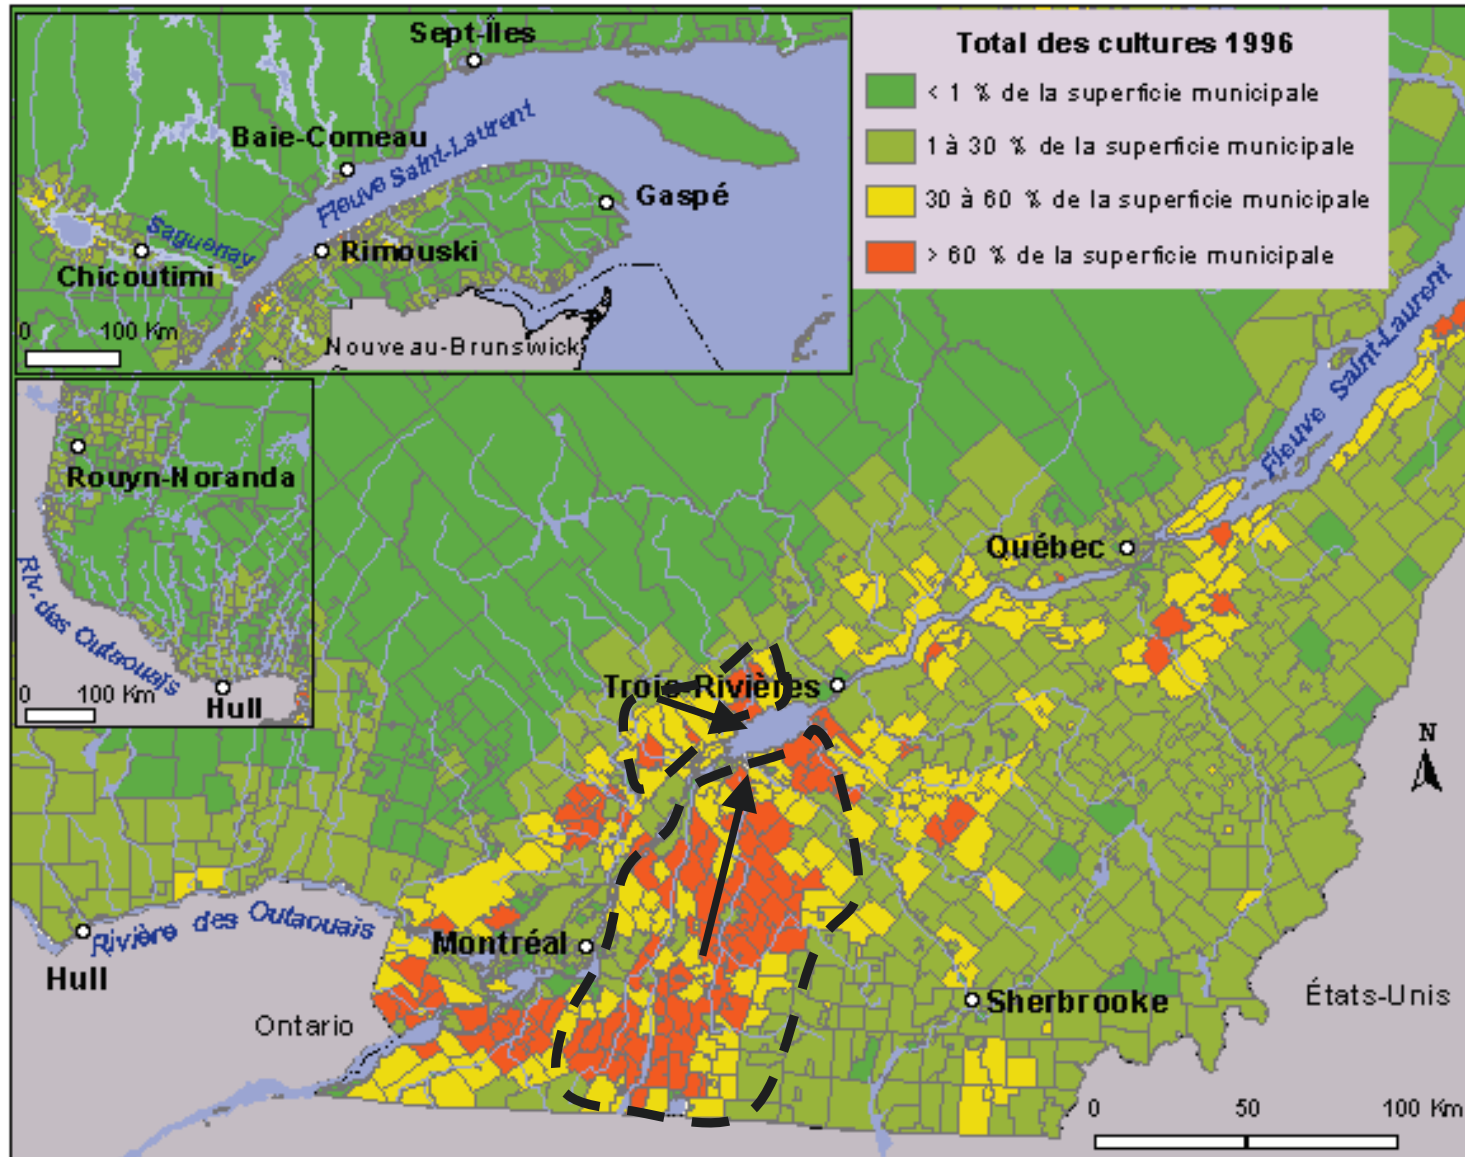 Total des cultures 1996
< 1 % de la superficie municipale
1 à 30 % de la superficie municipale
30 à 60 % de la superficie municipale
> 60 % de la superficie municipale
Sept-Îles
Baie-Comeau
Fleuve Saint-Laurent
Gaspé
Saguenay
Rimouski
Chicoutimi
0 100 Km
Nouveau-Brunswick
Rouyn-Noranda
Riv. des Outaouais
0 100 Km
Hull
Fleuve Saint-Laurent
Québec
Trois-Rivières
N
Montréal
Rivière des Outaouais
Hull
Ontario
Sherbrooke
États-Unis
0 50 100 Km